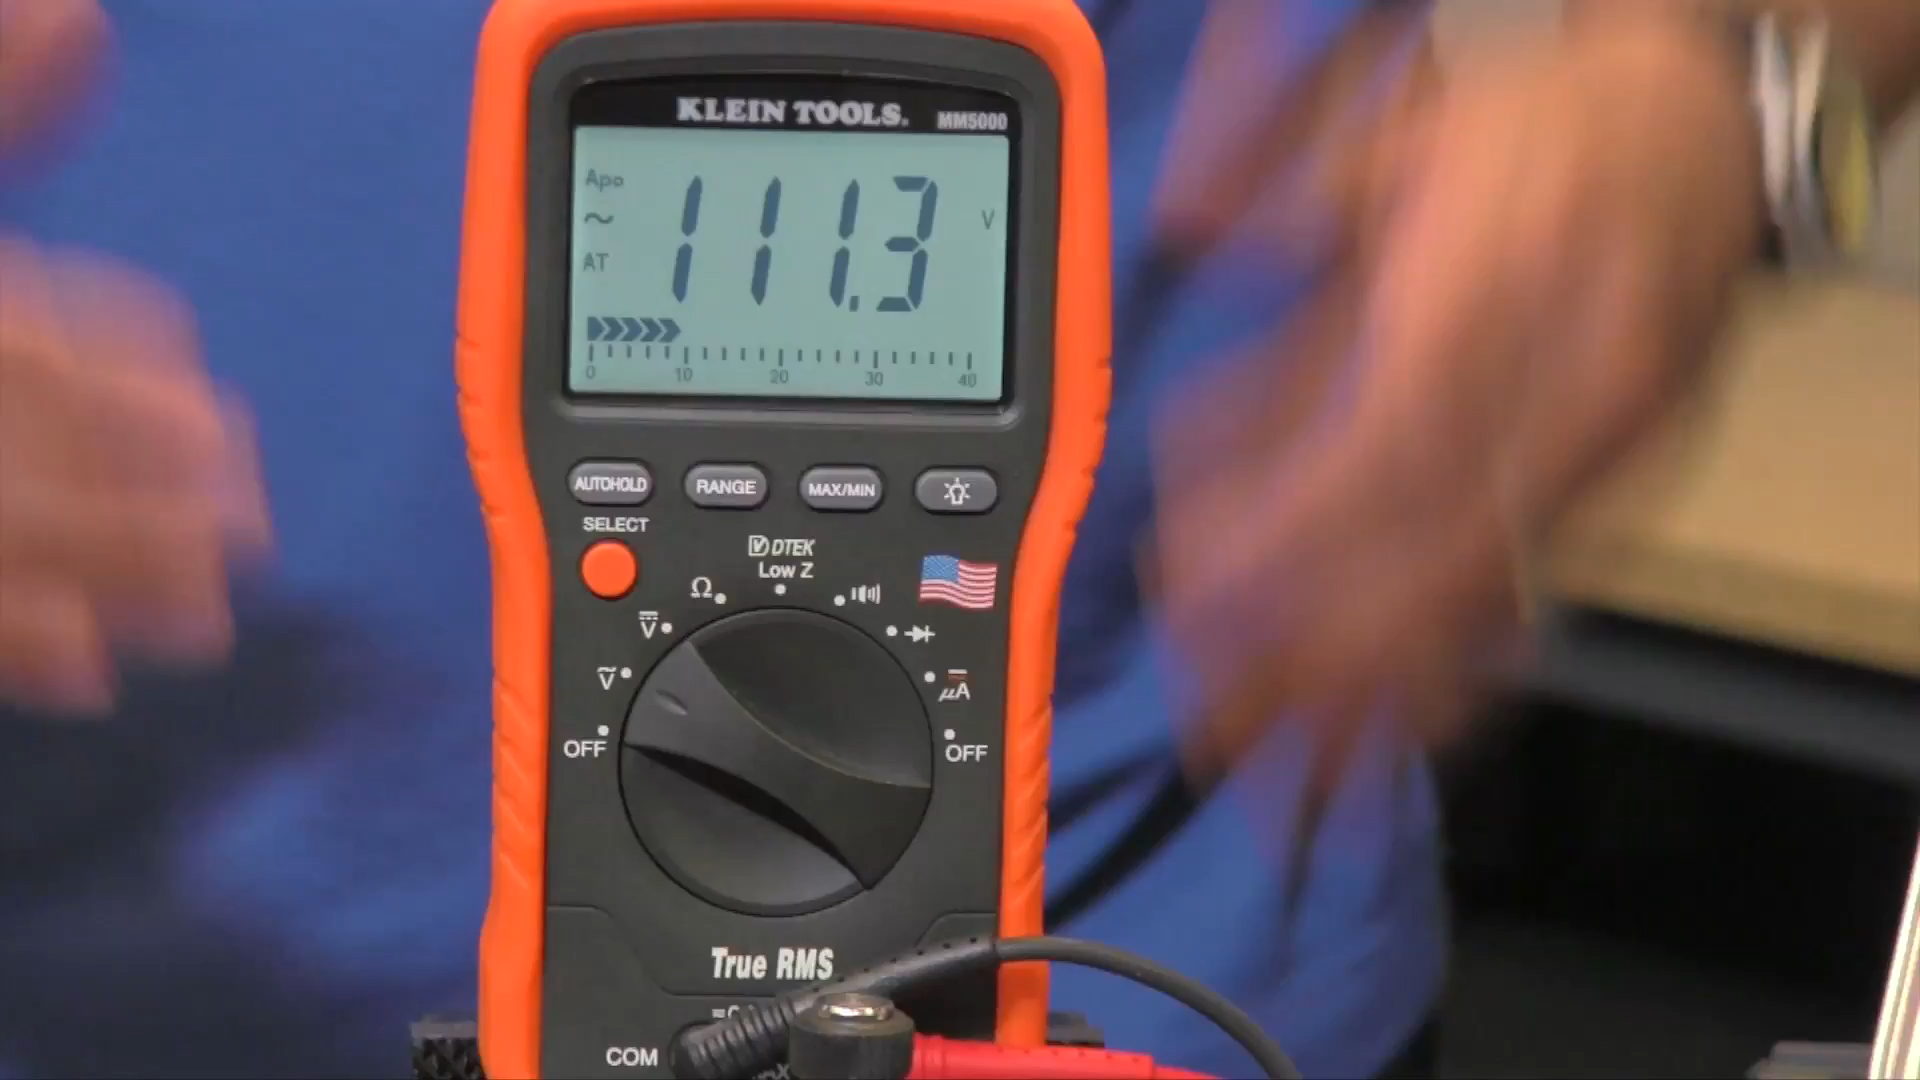 KLEIN TOOLS.
MM5000
Apo
~
AT
111.3 V
0 10 20 30 40
AUTOHOLD RANGE MAX/MIN
SELECT
VDTEK
Low Z
Ω
V
V
µA
OFF OFF
True RMS
COM